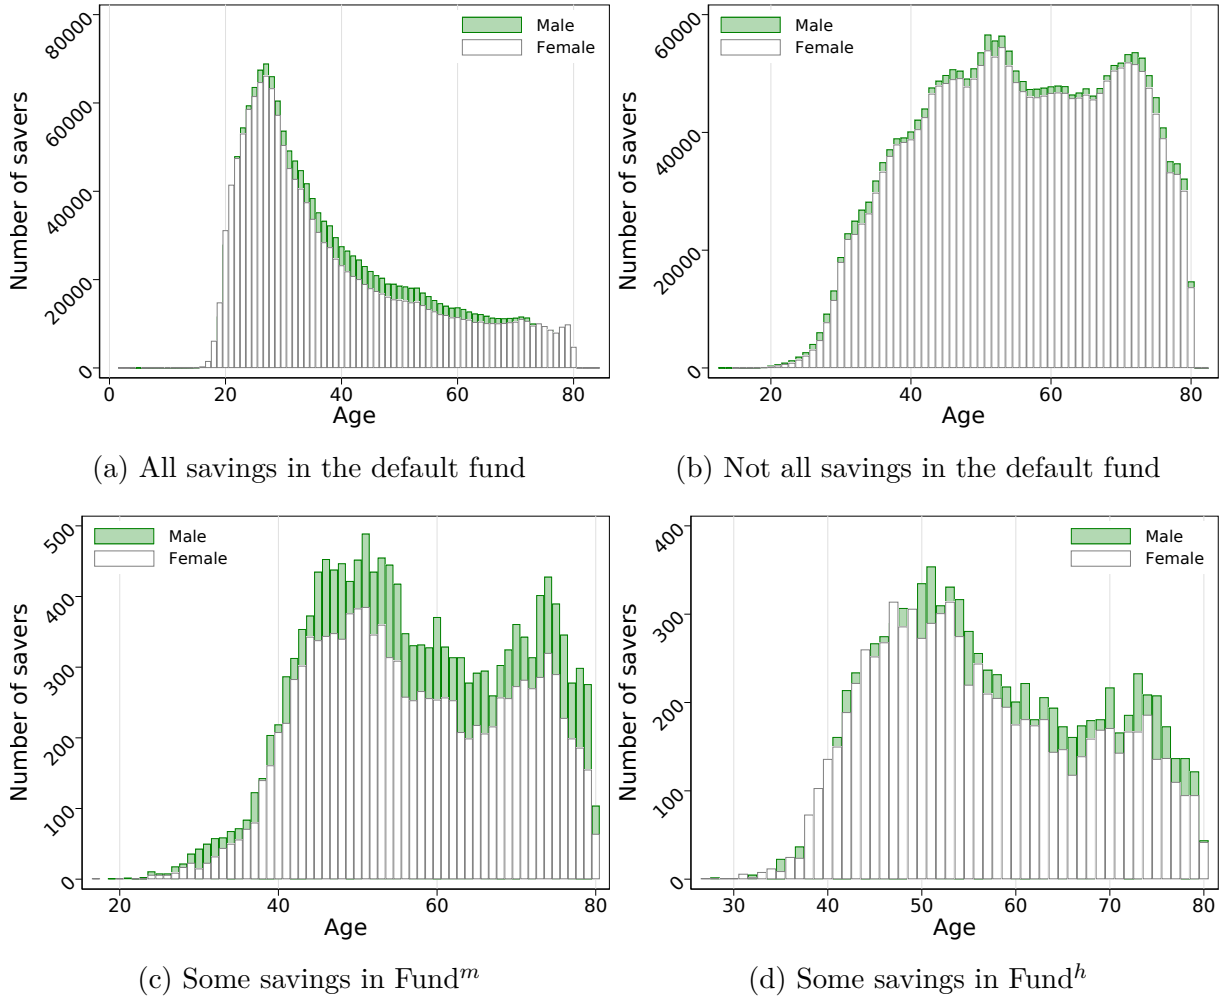 Male
Female
80000
60000
40000
20000
0
Number of savers
0 20 40 60 80
Age
(a) All savings in the default fund
Male
Female
60000
40000
20000
0
Number of savers
20 40 60 80
Age
(b) Not all savings in the default fund
Male
Female
500
400
300
200
100
0
Number of savers
20 40 60 80
Age
(c) Some savings in Fund^m
Male
Female
400
300
200
100
0
Number of savers
30 40 50 60 70 80
Age
(d) Some savings in Fund^h